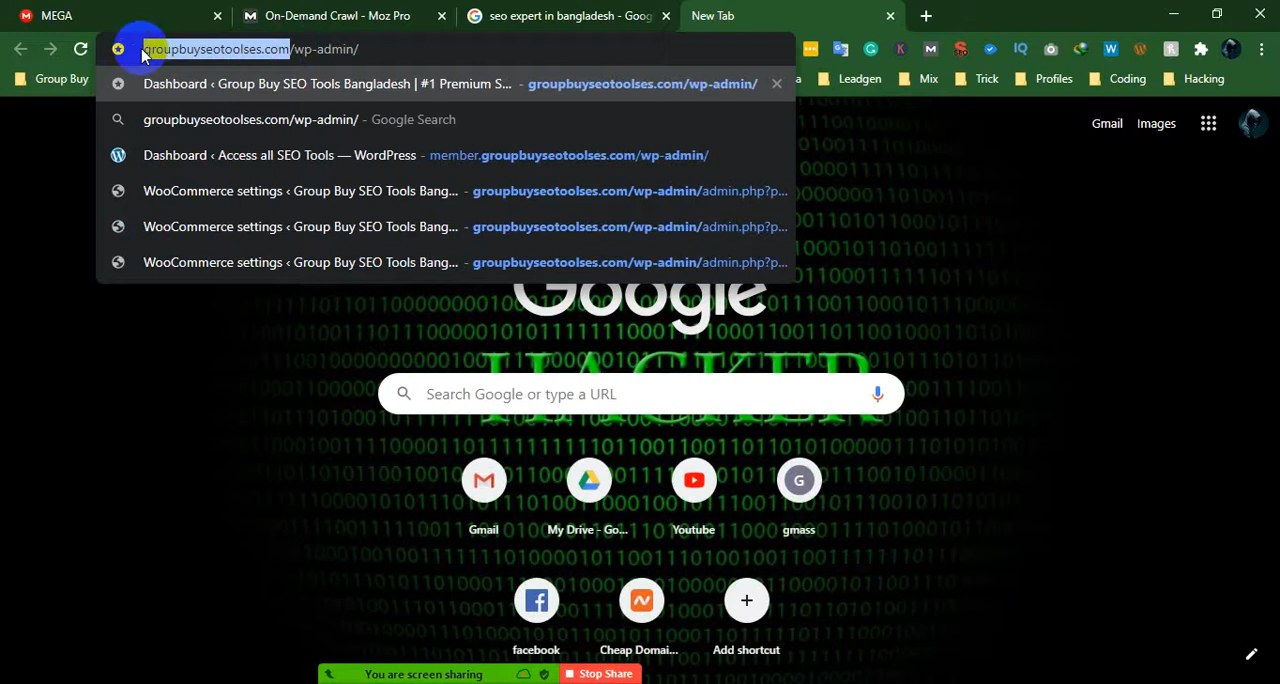 MEGA
On-Demand Crawl - Moz Pro
seo expert in bangladesh - Goog
New Tab
groupbuyseotoolses.com/wp-admin/
Group Buy
Leadgen
Mix
Trick
Profiles
Coding
Hacking
Dashboard ‹ Group Buy SEO Tools Bangladesh | #1 Premium S... - groupbuyseotoolses.com/wp-admin/
groupbuyseotoolses.com/wp-admin/ - Google Search
Dashboard ‹ Access all SEO Tools — WordPress - member.groupbuyseotoolses.com/wp-admin/
WooCommerce settings ‹ Group Buy SEO Tools Bang... - groupbuyseotoolses.com/wp-admin/admin.php?p...
WooCommerce settings ‹ Group Buy SEO Tools Bang... - groupbuyseotoolses.com/wp-admin/admin.php?p...
WooCommerce settings ‹ Group Buy SEO Tools Bang... - groupbuyseotoolses.com/wp-admin/admin.php?p...
Gmail Images
Google
HACKER
Search Google or type a URL
G
Gmail
My Drive - Go...
Youtube
gmass
facebook
Cheap Domai...
Add shortcut
You are screen sharing
Stop Share